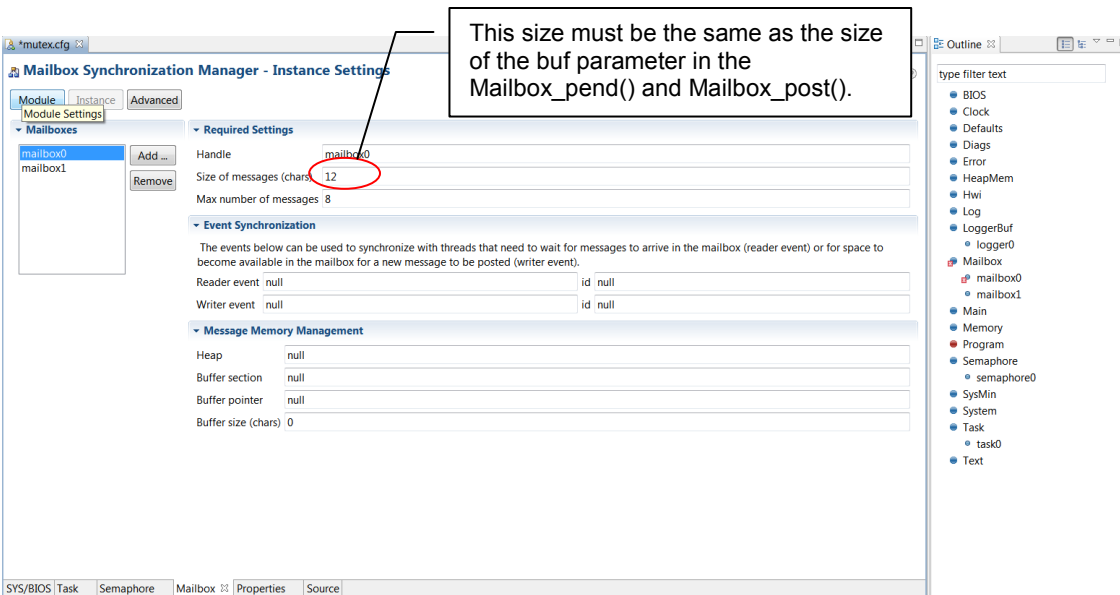 This size must be the same as the size
of the buf parameter in the
Mailbox_pend() and Mailbox_post().
*mutex.cfg
Mailbox Synchronization Manager - Instance Settings
Module Instance Advanced
Module Settings
Mailboxes
mailbox0
mailbox1
Add ...
Remove
Required Settings
Handle mailbox0
Size of messages (chars) 12
Max number of messages 8
Event Synchronization
The events below can be used to synchronize with threads that need to wait for messages to arrive in the mailbox (reader event) or for space to
become available in the mailbox for a new message to be posted (writer event).
Reader event null id null
Writer event null id null
Message Memory Management
Heap null
Buffer section null
Buffer pointer null
Buffer size (chars) 0
SYS/BIOS Task Semaphore Mailbox Properties Source
Outline
type filter text
BIOS
Clock
Defaults
Diags
Error
HeapMem
Hwi
Log
LoggerBuf
logger0
Mailbox
mailbox0
mailbox1
Main
Memory
Program
Semaphore
semaphore0
SysMin
System
Task
task0
Text